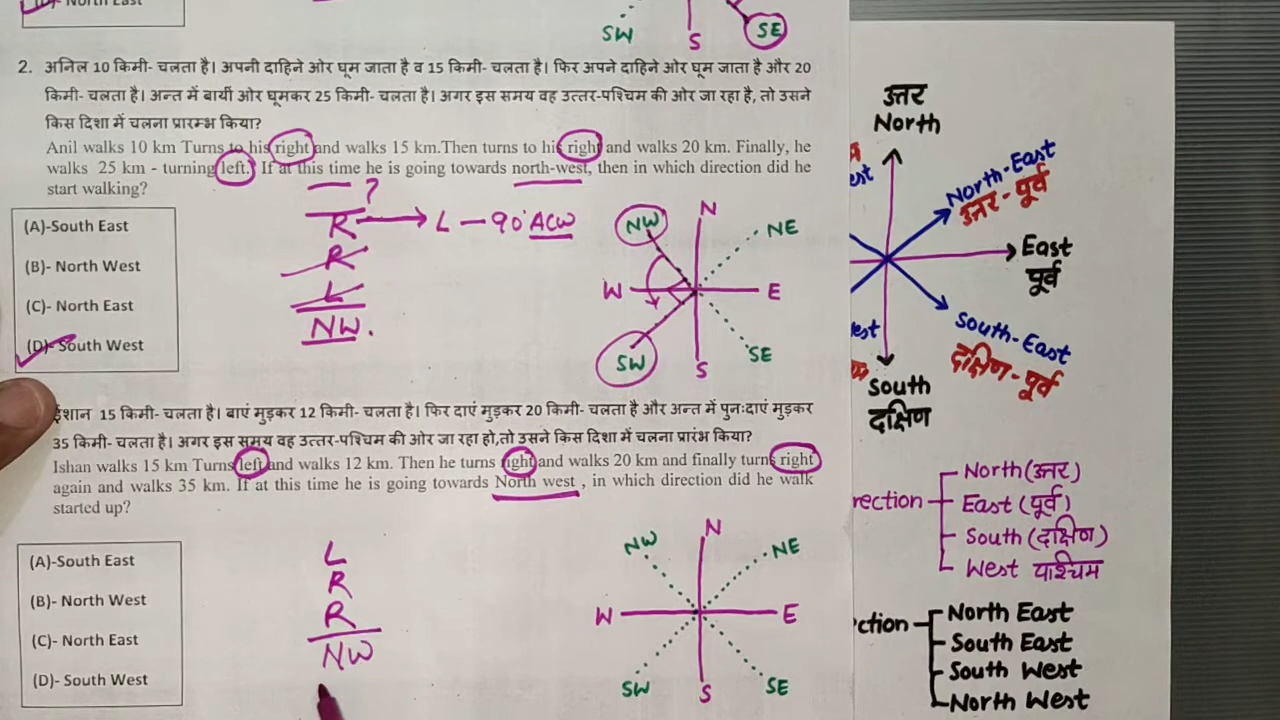 North East
SW
S
SE
2. अनिल 10 किमी- चलता है। अपनी दाहिने ओर घूम जाता है व 15 किमी- चलता है। फिर अपने दाहिने ओर घूम जाता है और 20
किमी- चलता है। अन्त में बायीं ओर घूमकर 25 किमी- चलता है। अगर इस समय वह उत्तर-पश्चिम की ओर जा रहा है, तो उसने
किस दिशा में चलना प्रारम्भ किया?
Anil walks 10 km Turns to his right and walks 15 km.Then turns to his right and walks 20 km. Finally, he
walks 25 km - turning left. If at this time he is going towards north-west, then in which direction did he
start walking?
(A)-South East
(B)- North West
(C)- North East
(D)- South West
?
R → L - 90° ACW
R
L
NW.
N
NW
NE
W
E
SW
S
SE
ईशान 15 किमी- चलता है। बाएं मुड़कर 12 किमी- चलता है। फिर दाएं मुड़कर 20 किमी- चलता है और अन्त में पुनःदाएं मुड़कर
35 किमी- चलता है। अगर इस समय वह उत्तर-पश्चिम की ओर जा रहा हो,तो उसने किस दिशा में चलना प्रारंभ किया?
Ishan walks 15 km Turns left and walks 12 km. Then he turns right and walks 20 km and finally turns right
again and walks 35 km. If at this time he is going towards North west , in which direction did he walk
started up?
(A)-South East
(B)- North West
(C)- North East
(D)- South West
L
R
R
NW
N
NW
NE
W
E
SW
S
SE
उत्तर
North
est
North-East
उत्तर-पूर्व
East
पूर्व
South-East
दक्षिण-पूर्व
est
South
दक्षिण
rection
North (उत्तर)
East (पूर्व)
South (दक्षिण)
West पश्चिम
ction
North East
South East
South West
North West